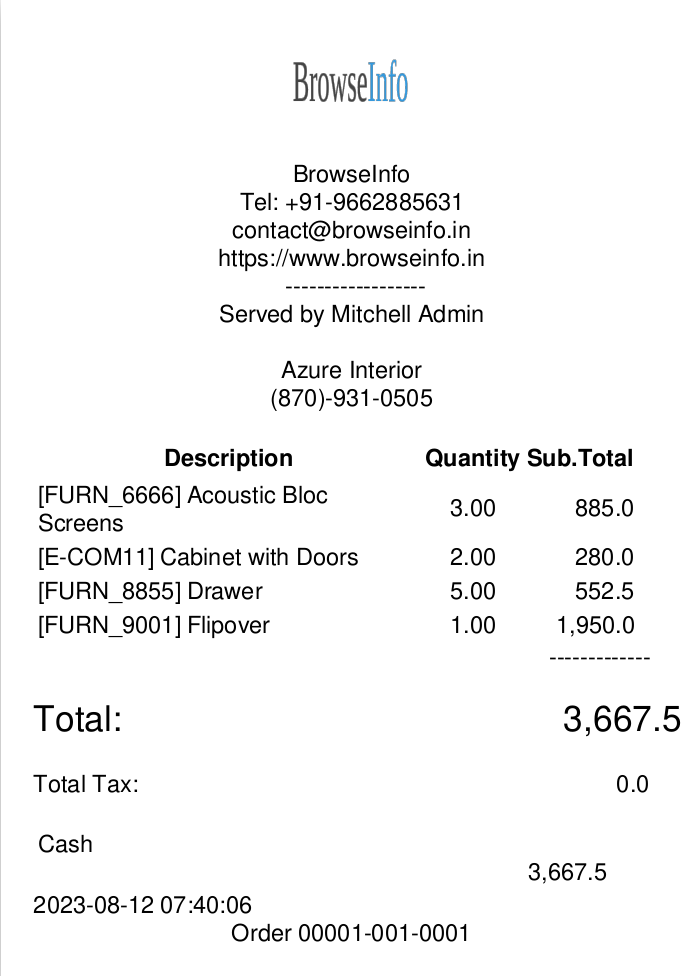 BrowseInfo
BrowseInfo
Tel: +91-9662885631
contact@browseinfo.in
https://www.browseinfo.in
------------------
Served by Mitchell Admin
Azure Interior
(870)-931-0505
Description Quantity Sub.Total
[FURN_6666] Acoustic Bloc
Screens 3.00 885.0
[E-COM11] Cabinet with Doors 2.00 280.0
[FURN_8855] Drawer 5.00 552.5
[FURN_9001] Flipover 1.00 1,950.0
-------------
Total: 3,667.5
Total Tax: 0.0
Cash
3,667.5
2023-08-12 07:40:06
Order 00001-001-0001